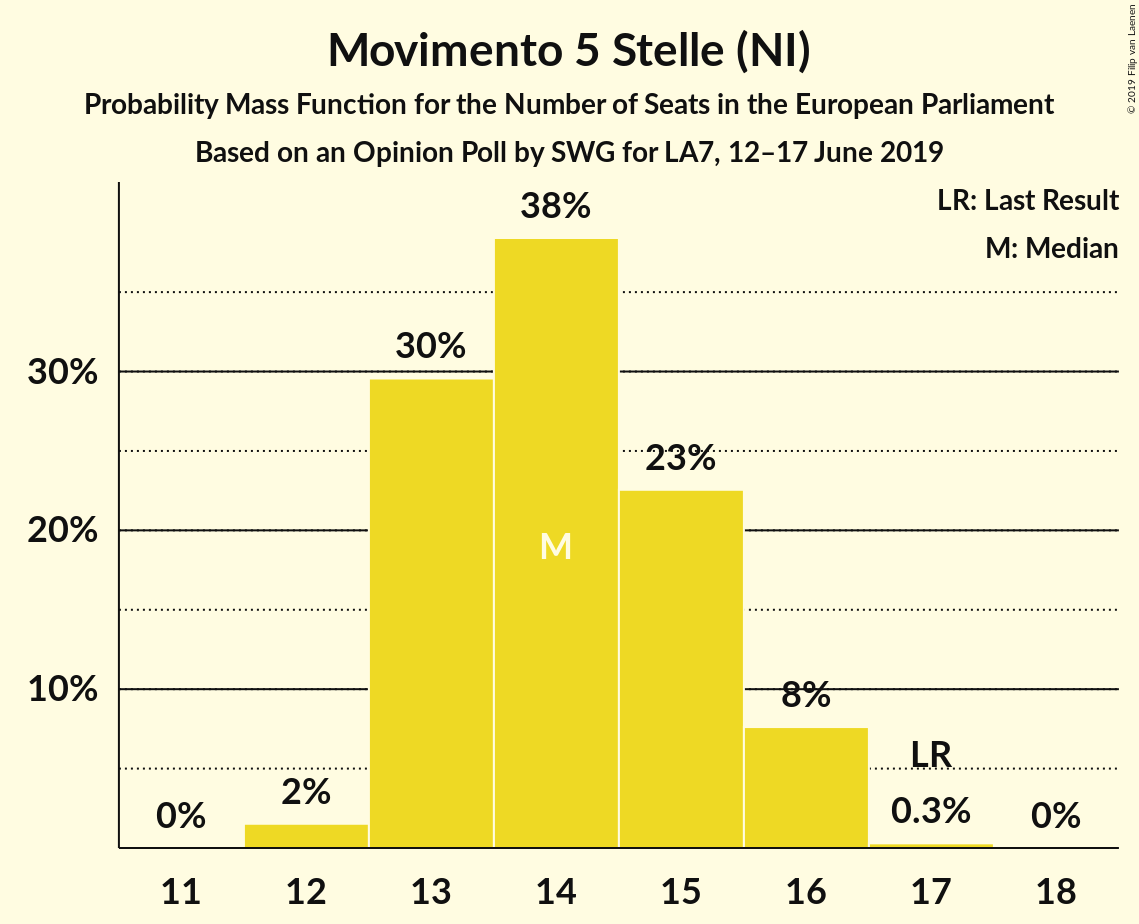 Movimento 5 Stelle (NI)
Probability Mass Function for the Number of Seats in the European Parliament
Based on an Opinion Poll by SWG for LA7, 12–17 June 2019
© 2019 Filip van Laenen
LR: Last Result
M: Median
38%
30%
30%
23%
20%
M
10%
8%
LR
2%
0%
0.3%
0%
11 12 13 14 15 16 17 18